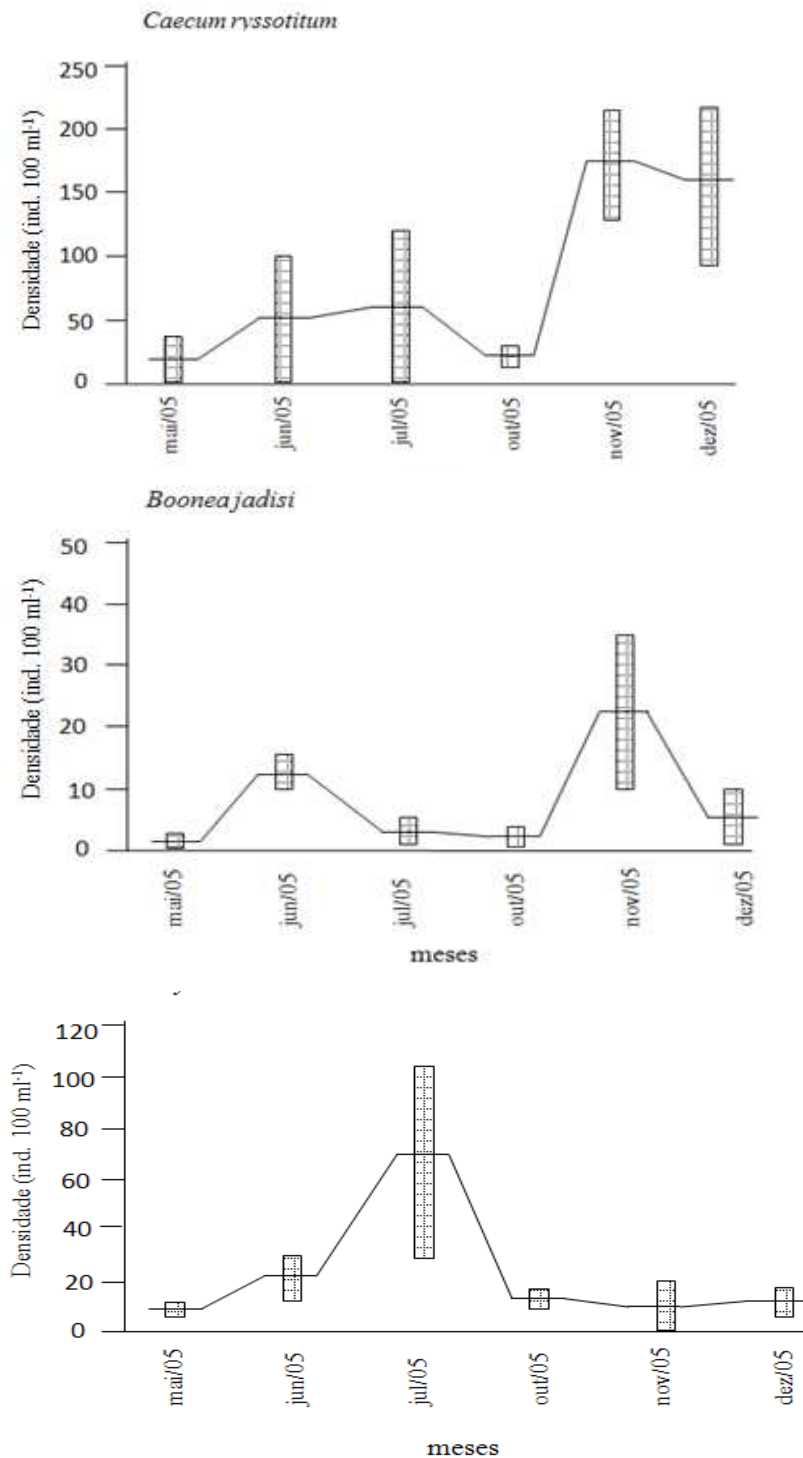 Caecum ryssotitum
Densidade (ind. 100 ml⁻¹)
250
200
150
100
50
0
mai/05
jun/05
jul/05
out/05
nov/05
dez/05
Boonea jadisi
Densidade (ind. 100 ml⁻¹)
50
40
30
20
10
0
mai/05
jun/05
jul/05
out/05
nov/05
dez/05
meses
Densidade (ind. 100 ml⁻¹)
120
100
80
60
40
20
0
mai/05
jun/05
jul/05
out/05
nov/05
dez/05
meses